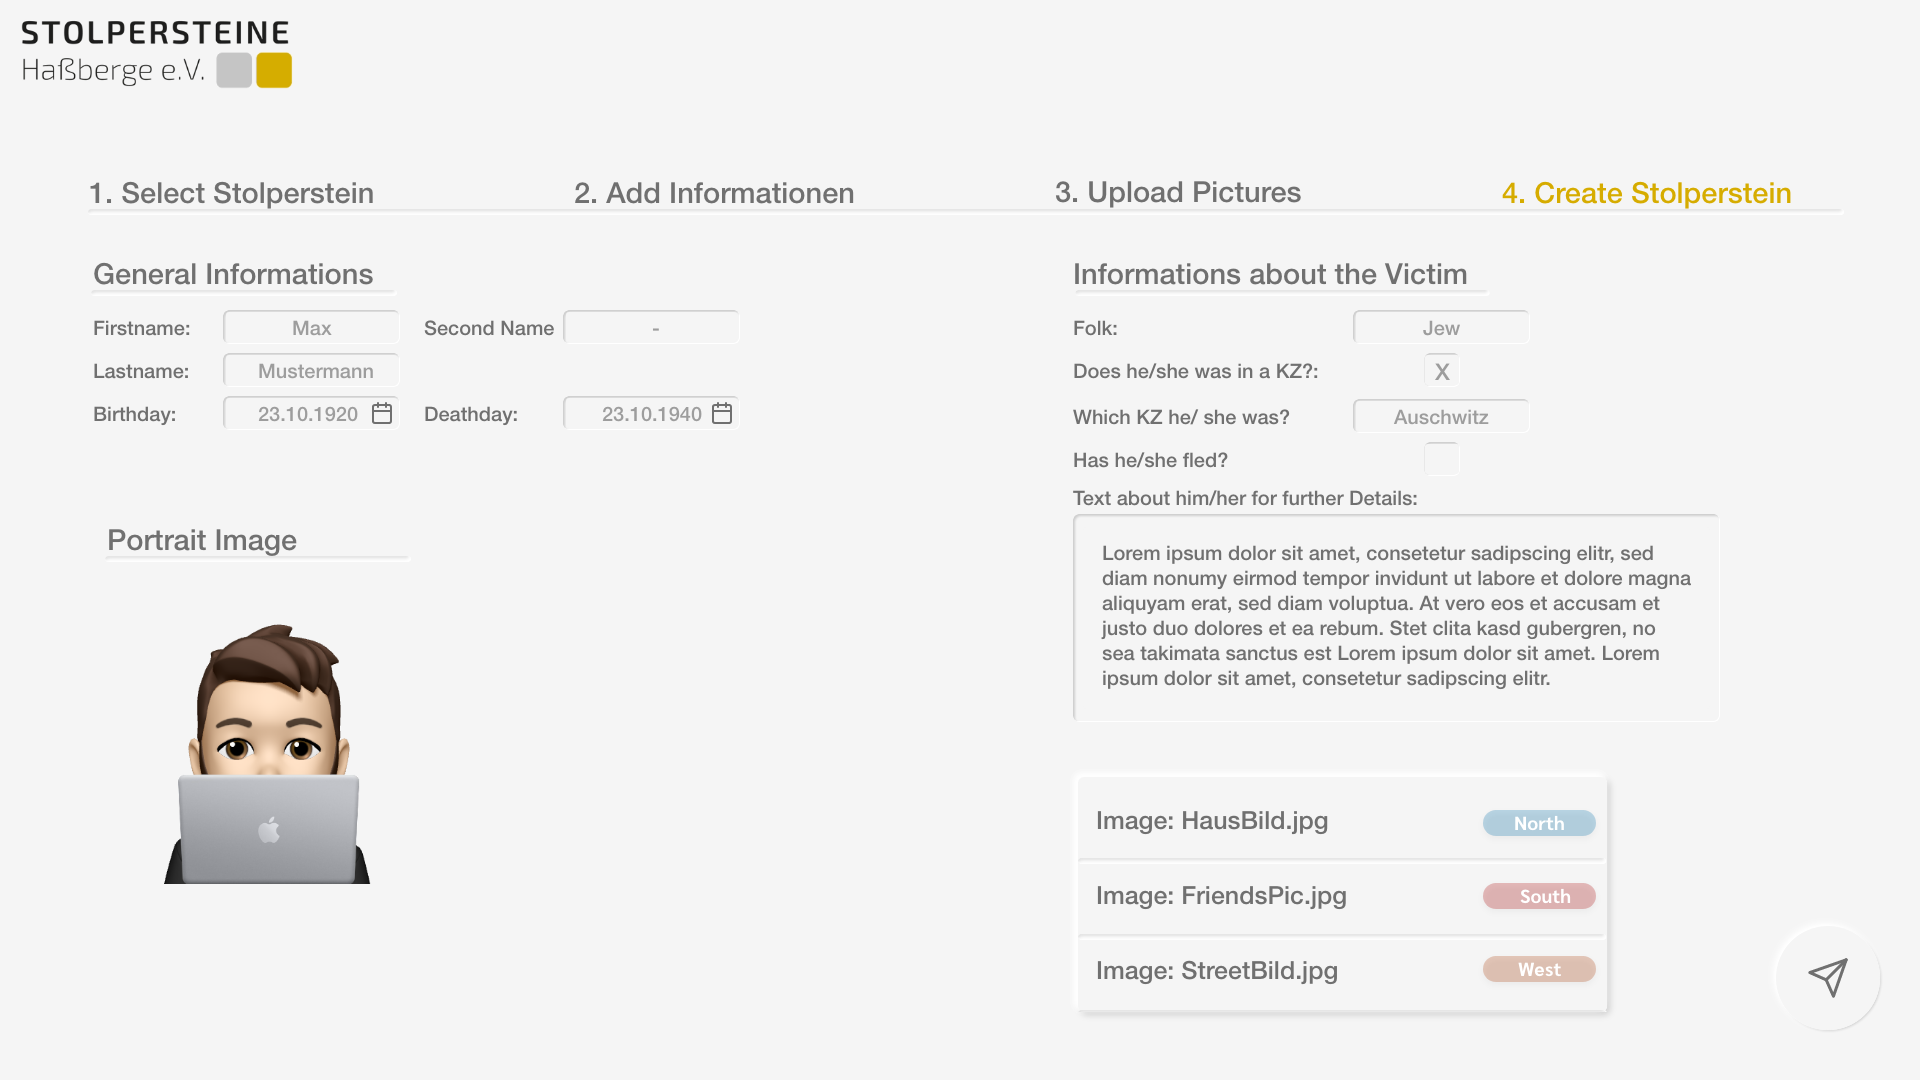 STOLPERSTEINE
Haßberge e.V.
1. Select Stolperstein
2. Add Informationen
3. Upload Pictures
4. Create Stolperstein
General Informations
Firstname: Max Second Name -
Lastname: Mustermann
Birthday: 23.10.1920 Deathday: 23.10.1940
Portrait Image
Informations about the Victim
Folk: Jew
Does he/she was in a KZ?: X
Which KZ he/ she was? Auschwitz
Has he/she fled?
Text about him/her for further Details:
Lorem ipsum dolor sit amet, consetetur sadipscing elitr, sed
diam nonumy eirmod tempor invidunt ut labore et dolore magna
aliquyam erat, sed diam voluptua. At vero eos et accusam et
justo duo dolores et ea rebum. Stet clita kasd gubergren, no
sea takimata sanctus est Lorem ipsum dolor sit amet. Lorem
ipsum dolor sit amet, consetetur sadipscing elitr.
Image: HausBild.jpg North
Image: FriendsPic.jpg South
Image: StreetBild.jpg West